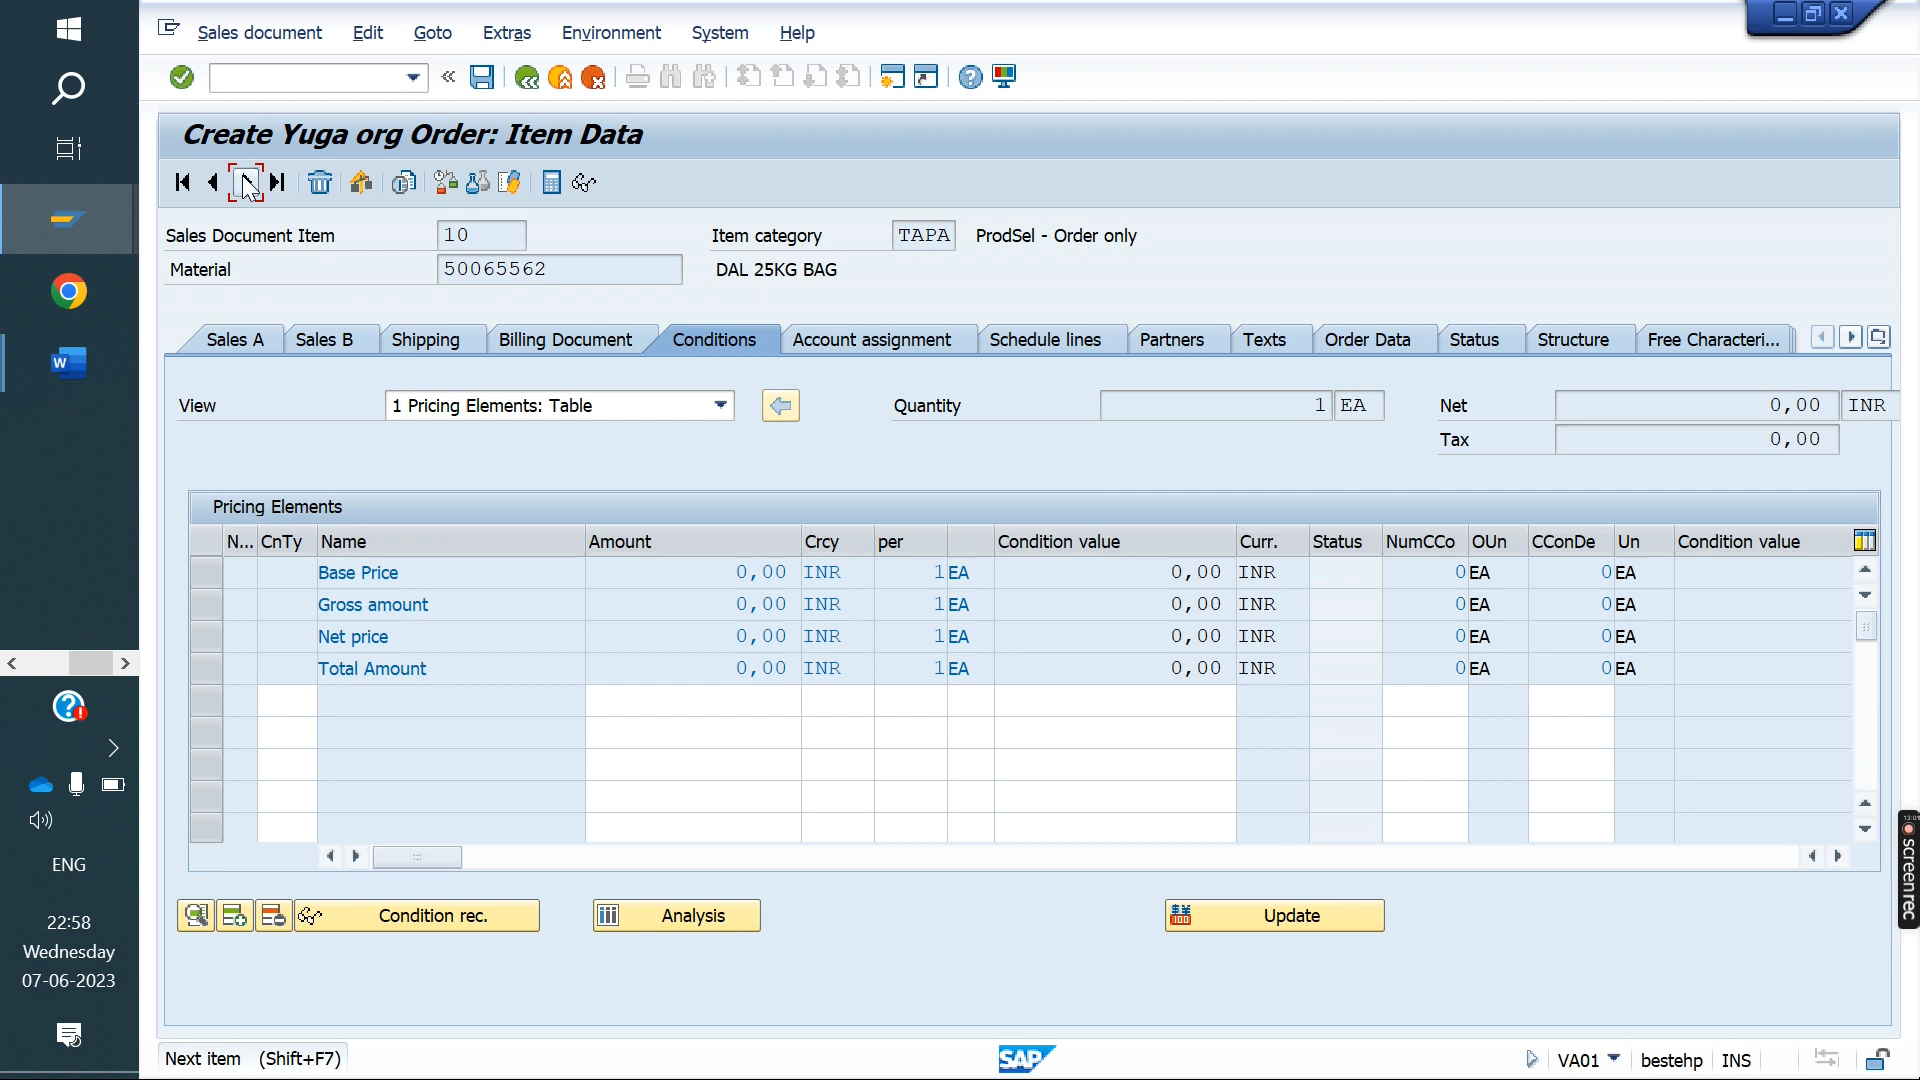 Sales document Edit Goto Extras Environment System Help
Create Yuga org Order: Item Data
Sales Document Item 10 Item category TAPA ProdSel - Order only
Material 50065562 DAL 25KG BAG
Sales A Sales B Shipping Billing Document Conditions Account assignment Schedule lines Partners Texts Order Data Status Structure Free Characteri...
View 1 Pricing Elements: Table Quantity 1 EA Net 0,00 INR
Tax 0,00
Pricing Elements
N... CnTy Name Amount Crcy per Condition value Curr. Status NumCCo OUn CConDe Un Condition value
Base Price 0,00 INR 1 EA 0,00 INR 0 EA 0 EA
Gross amount 0,00 INR 1 EA 0,00 INR 0 EA 0 EA
Net price 0,00 INR 1 EA 0,00 INR 0 EA 0 EA
Total Amount 0,00 INR 1 EA 0,00 INR 0 EA 0 EA
Condition rec. Analysis Update
Next item (Shift+F7) SAP VA01 bestehp INS
ENG
22:58
Wednesday
07-06-2023
screenrec